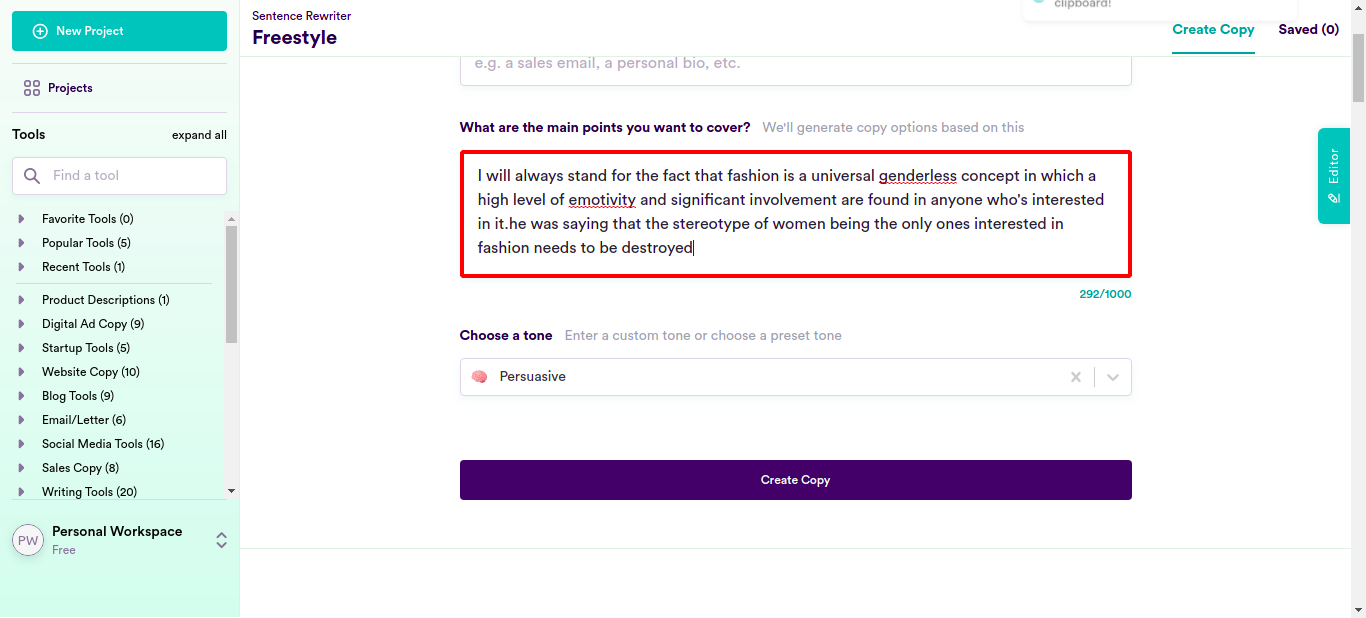 New Project
Projects
Tools
expand all
Find a tool
Favorite Tools (0)
Popular Tools (5)
Recent Tools (1)
Product Descriptions (1)
Digital Ad Copy (9)
Startup Tools (5)
Website Copy (10)
Blog Tools (9)
Email/Letter (6)
Social Media Tools (16)
Sales Copy (8)
Writing Tools (20)
PW
Personal Workspace
Free
Sentence Rewriter
Freestyle
clipboard!
Create Copy
Saved (0)
e.g. a sales email, a personal bio, etc.
What are the main points you want to cover? We'll generate copy options based on this
I will always stand for the fact that fashion is a universal genderless concept in which a
high level of emotivity and significant involvement are found in anyone who's interested
in it.he was saying that the stereotype of women being the only ones interested in
fashion needs to be destroyed
292/1000
Choose a tone Enter a custom tone or choose a preset tone
Persuasive
Create Copy
Editor